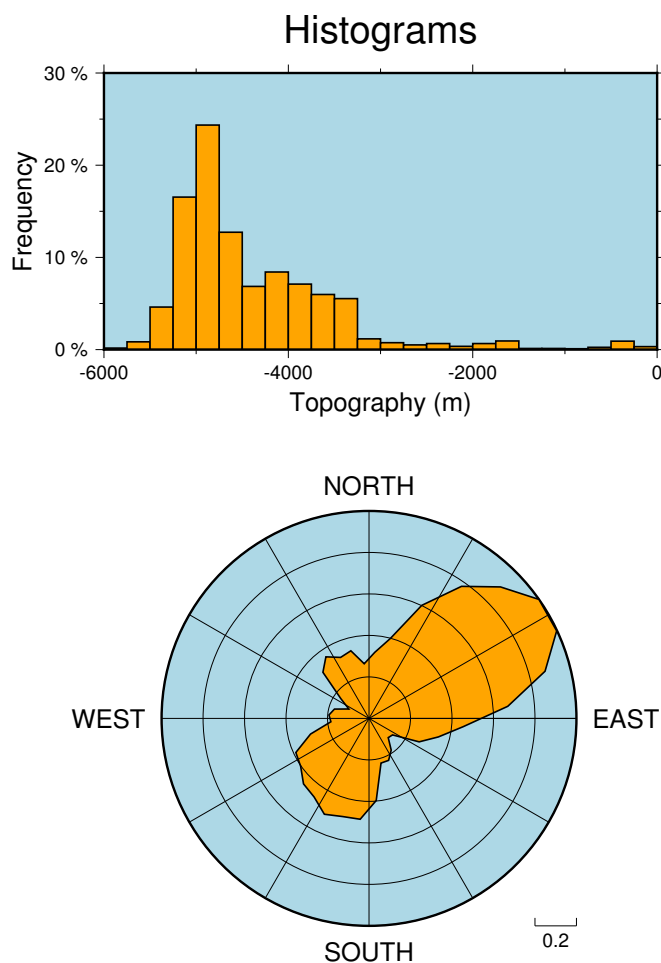 Histograms
30 %
20 %
10 %
0 %
Frequency
-6000 -4000 -2000 0
Topography (m)
NORTH
WEST EAST
SOUTH
0.2